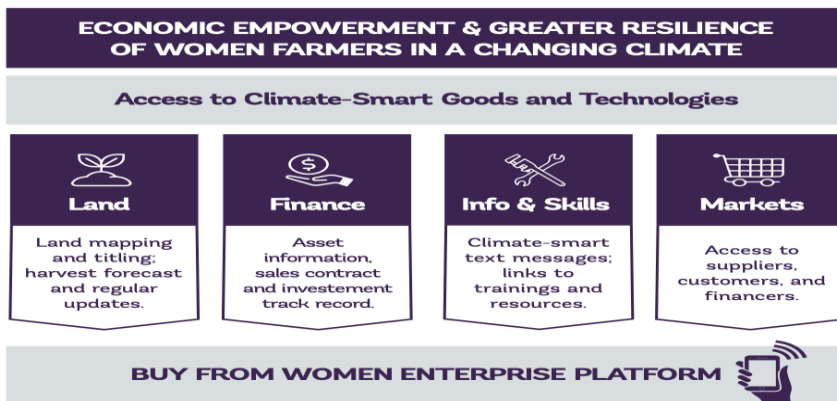 ECONOMIC EMPOWERMENT & GREATER RESILIENCE
OF WOMEN FARMERS IN A CHANGING CLIMATE
Access to Climate-Smart Goods and Technologies
Land
Land mapping
and titling;
harvest forecast
and regular
updates.
Finance
Asset
information,
sales contract
and investement
track record.
Info & Skills
Climate-smart
text messages;
links to
trainings and
resources.
Markets
Access to
suppliers,
customers, and
financers.
BUY FROM WOMEN ENTERPRISE PLATFORM